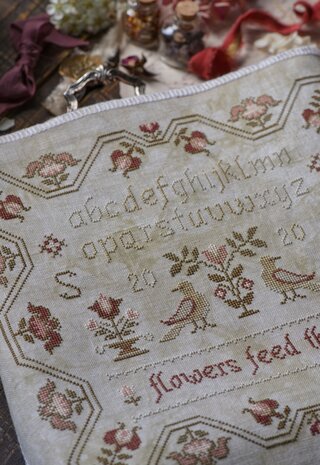 abcdefghijklmn
opqrstuvwxyz
S 20 20
flowers feed